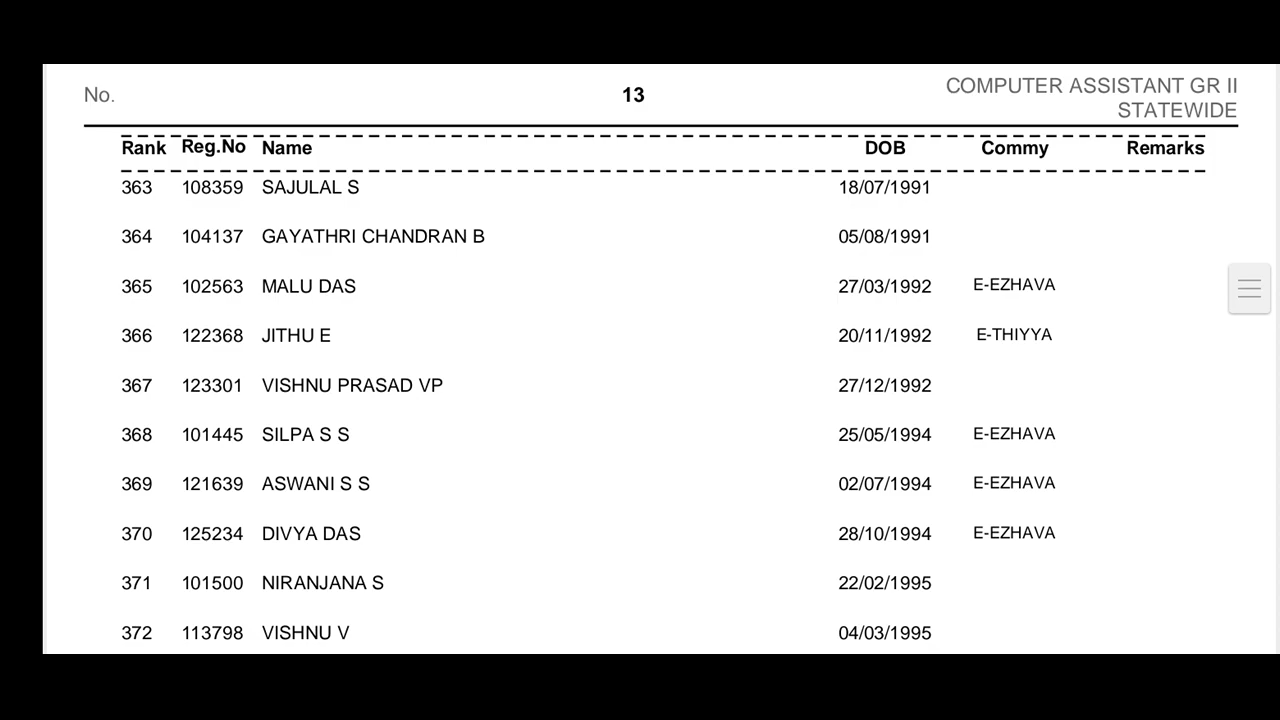 No. 13 COMPUTER ASSISTANT GR II
STATEWIDE
Rank Reg.No Name DOB Commy Remarks
363 108359 SAJULAL S 18/07/1991
364 104137 GAYATHRI CHANDRAN B 05/08/1991
365 102563 MALU DAS 27/03/1992 E-EZHAVA
366 122368 JITHU E 20/11/1992 E-THIYYA
367 123301 VISHNU PRASAD VP 27/12/1992
368 101445 SILPA S S 25/05/1994 E-EZHAVA
369 121639 ASWANI S S 02/07/1994 E-EZHAVA
370 125234 DIVYA DAS 28/10/1994 E-EZHAVA
371 101500 NIRANJANA S 22/02/1995
372 113798 VISHNU V 04/03/1995